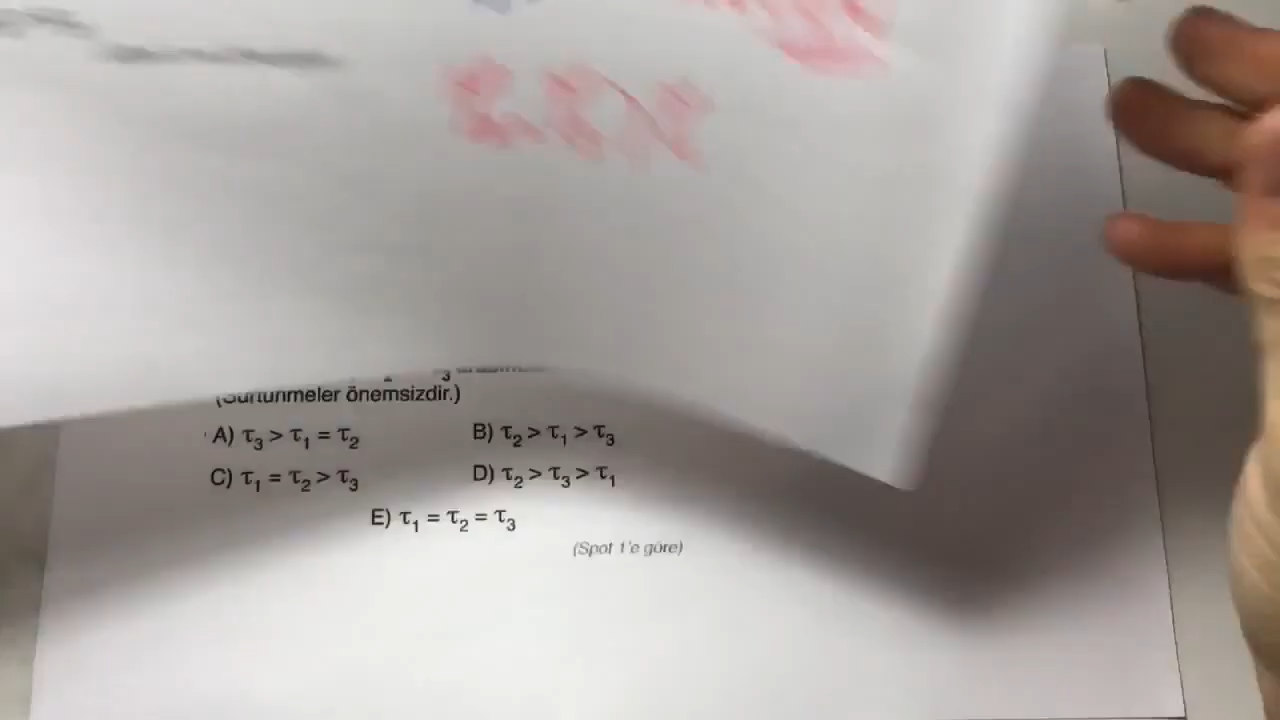 (Sürtünmeler önemsizdir.)
A) τ₃ > τ₁ = τ₂
B) τ₂ > τ₁ > τ₃
C) τ₁ = τ₂ > τ₃
D) τ₂ > τ₃ > τ₁
E) τ₁ = τ₂ = τ₃
(Spot 1'e göre)